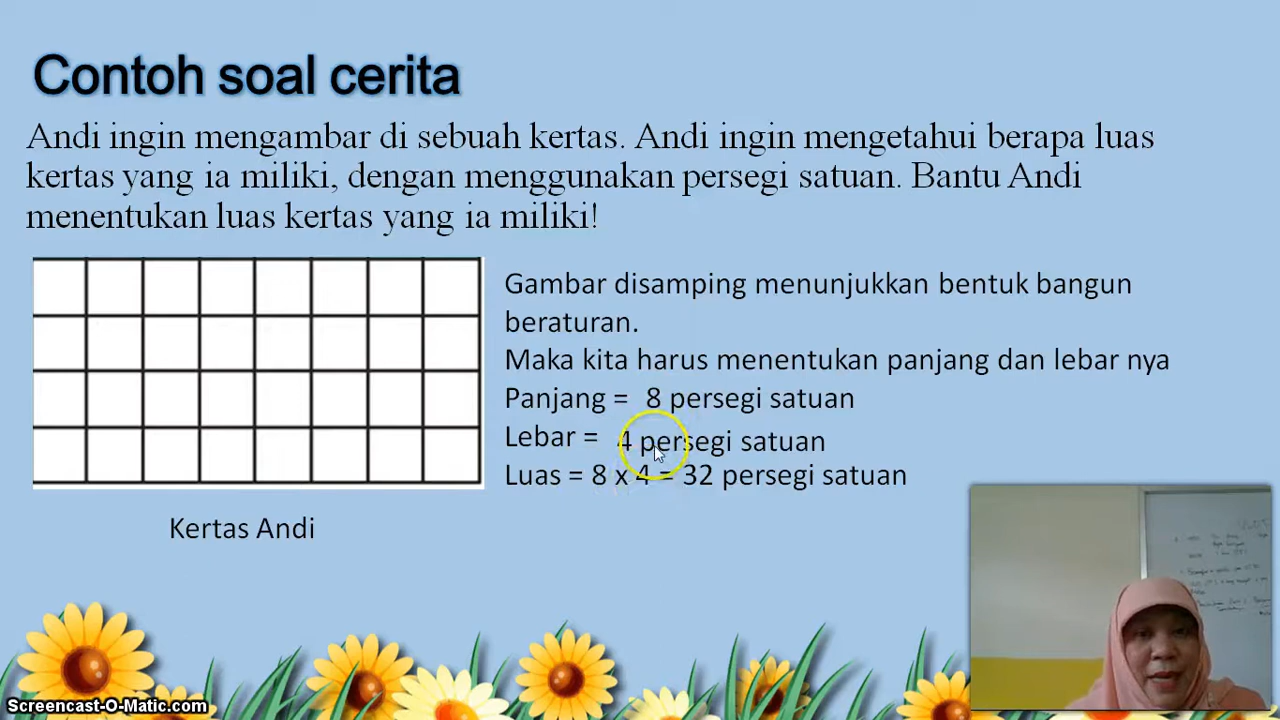 Contoh soal cerita
Andi ingin mengambar di sebuah kertas. Andi ingin mengetahui berapa luas
kertas yang ia miliki, dengan menggunakan persegi satuan. Bantu Andi
menentukan luas kertas yang ia miliki!
Gambar disamping menunjukkan bentuk bangun
beraturan.
Maka kita harus menentukan panjang dan lebar nya
Panjang = 8 persegi satuan
Lebar = 4 persegi satuan
Luas = 8 x 4 = 32 persegi satuan
Kertas Andi
Screencast-O-Matic.com